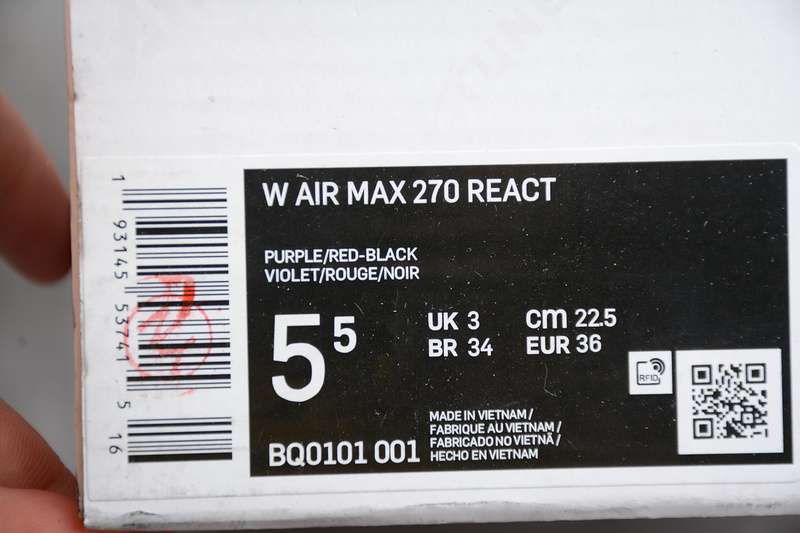 W AIR MAX 270 REACT
PURPLE/RED-BLACK
VIOLET/ROUGE/NOIR
5 5
UK 3
BR 34
cm 22.5
EUR 36
RFID
BQ0101 001
MADE IN VIETNAM /
FABRIQUE AU VIETNAM /
FABRICADO NO VIETNÃ /
HECHO EN VIETNAM
1 93145 53741 5 16